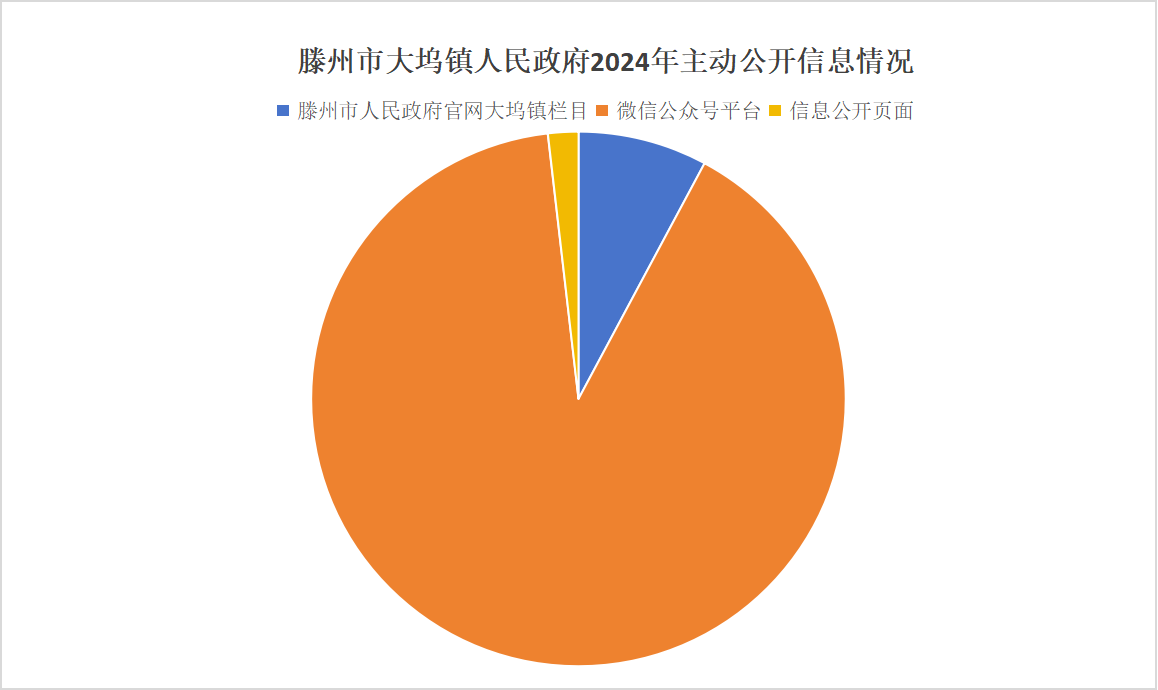 滕州市大坞镇人民政府2024年主动公开信息情况
滕州市人民政府官网大坞镇栏目 微信公众号平台 信息公开页面